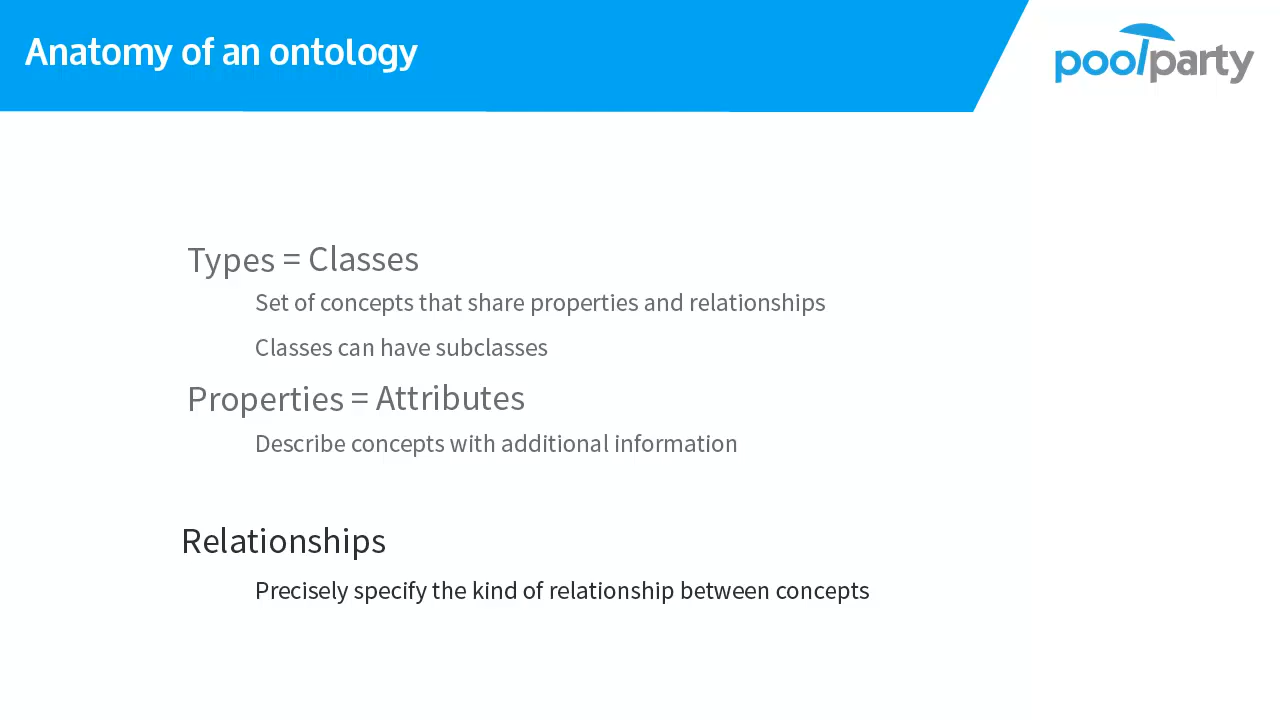 Anatomy of an ontology
poolparty
Types = Classes
Set of concepts that share properties and relationships
Classes can have subclasses
Properties = Attributes
Describe concepts with additional information
Relationships
Precisely specify the kind of relationship between concepts